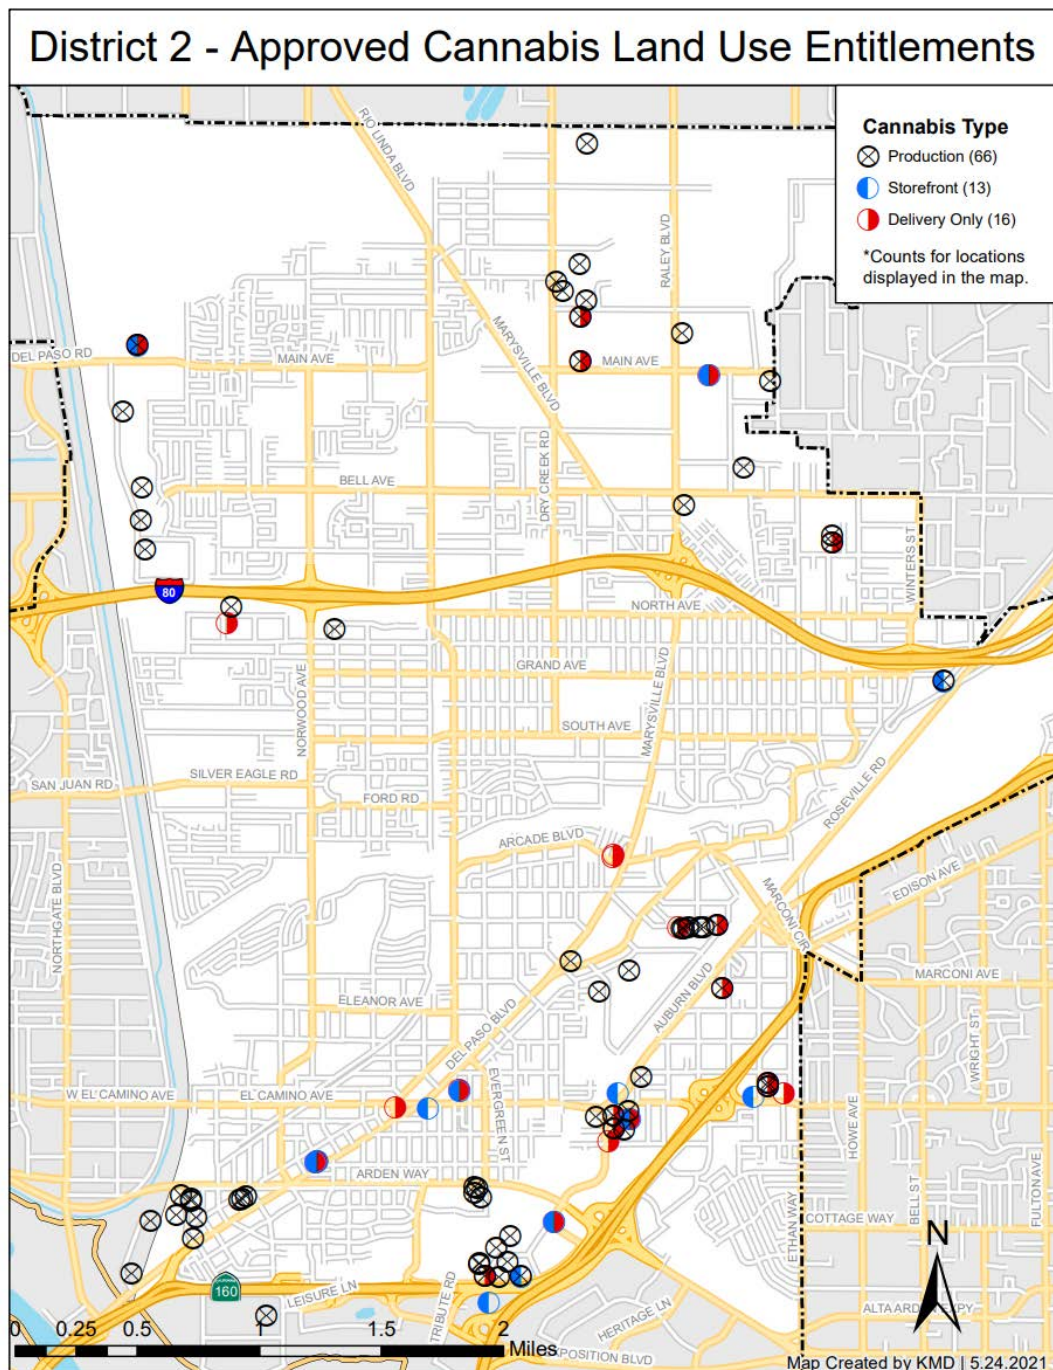 District 2 - Approved Cannabis Land Use Entitlements
Cannabis Type
Production (66)
Storefront (13)
Delivery Only (16)
*Counts for locations
displayed in the map.
RIO LINDA BLVD
RALEY BLVD
MARYSVILLE BLVD
DEL PASO RD
MAIN AVE
MAIN AVE
DRY CREEK RD
BELL AVE
WINTERS ST
80
NORTH AVE
GRAND AVE
NORWOOD AVE
MARYSVILLE BLVD
SOUTH AVE
SILVER EAGLE RD
SAN JUAN RD
FORD RD
ROSEVILLE RD
ARCADE BLVD
EDISON AVE
MARCONI CIR
NORTHGATE BLVD
MARCONI AVE
ELEANOR AVE
AUBURN BLVD
DEL PASO BLVD
WRIGHT ST
W EL CAMINO AVE
EL CAMINO AVE
EVERGREEN ST
HOWE AVE
ARDEN WAY
ETHAN WAY
BELL ST
FULTON AVE
COTTAGE WAY
N
160
LEISURE LN
TRIBUTE RD
HERITAGE LN
ALTA ARDEN EXPY
EXPOSITION BLVD
0 0.25 0.5 1 1.5 2
Miles
Map Created by KMD | 5.24.2021